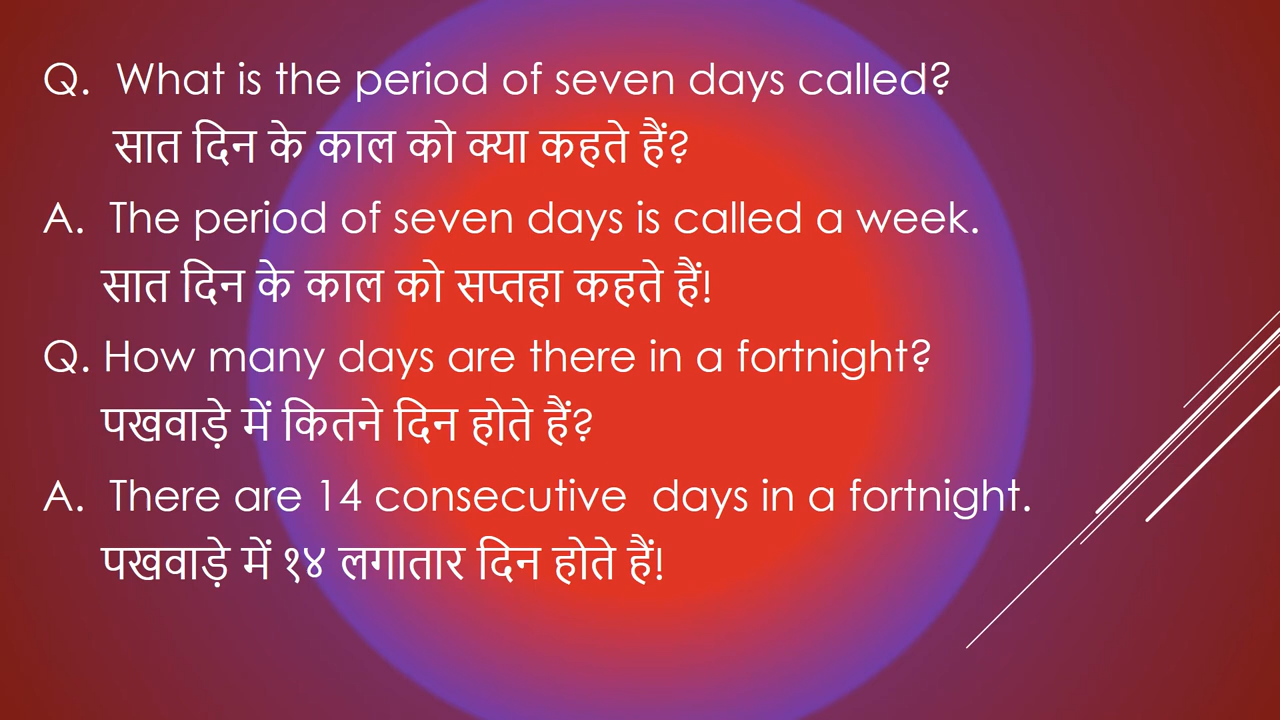 Q. What is the period of seven days called?
सात दिन के काल को क्या कहते हैं?
A. The period of seven days is called a week.
सात दिन के काल को सप्तहा कहते हैं!
Q. How many days are there in a fortnight?
पखवाड़े में कितने दिन होते हैं?
A. There are 14 consecutive days in a fortnight.
पखवाड़े में १४ लगातार दिन होते हैं!